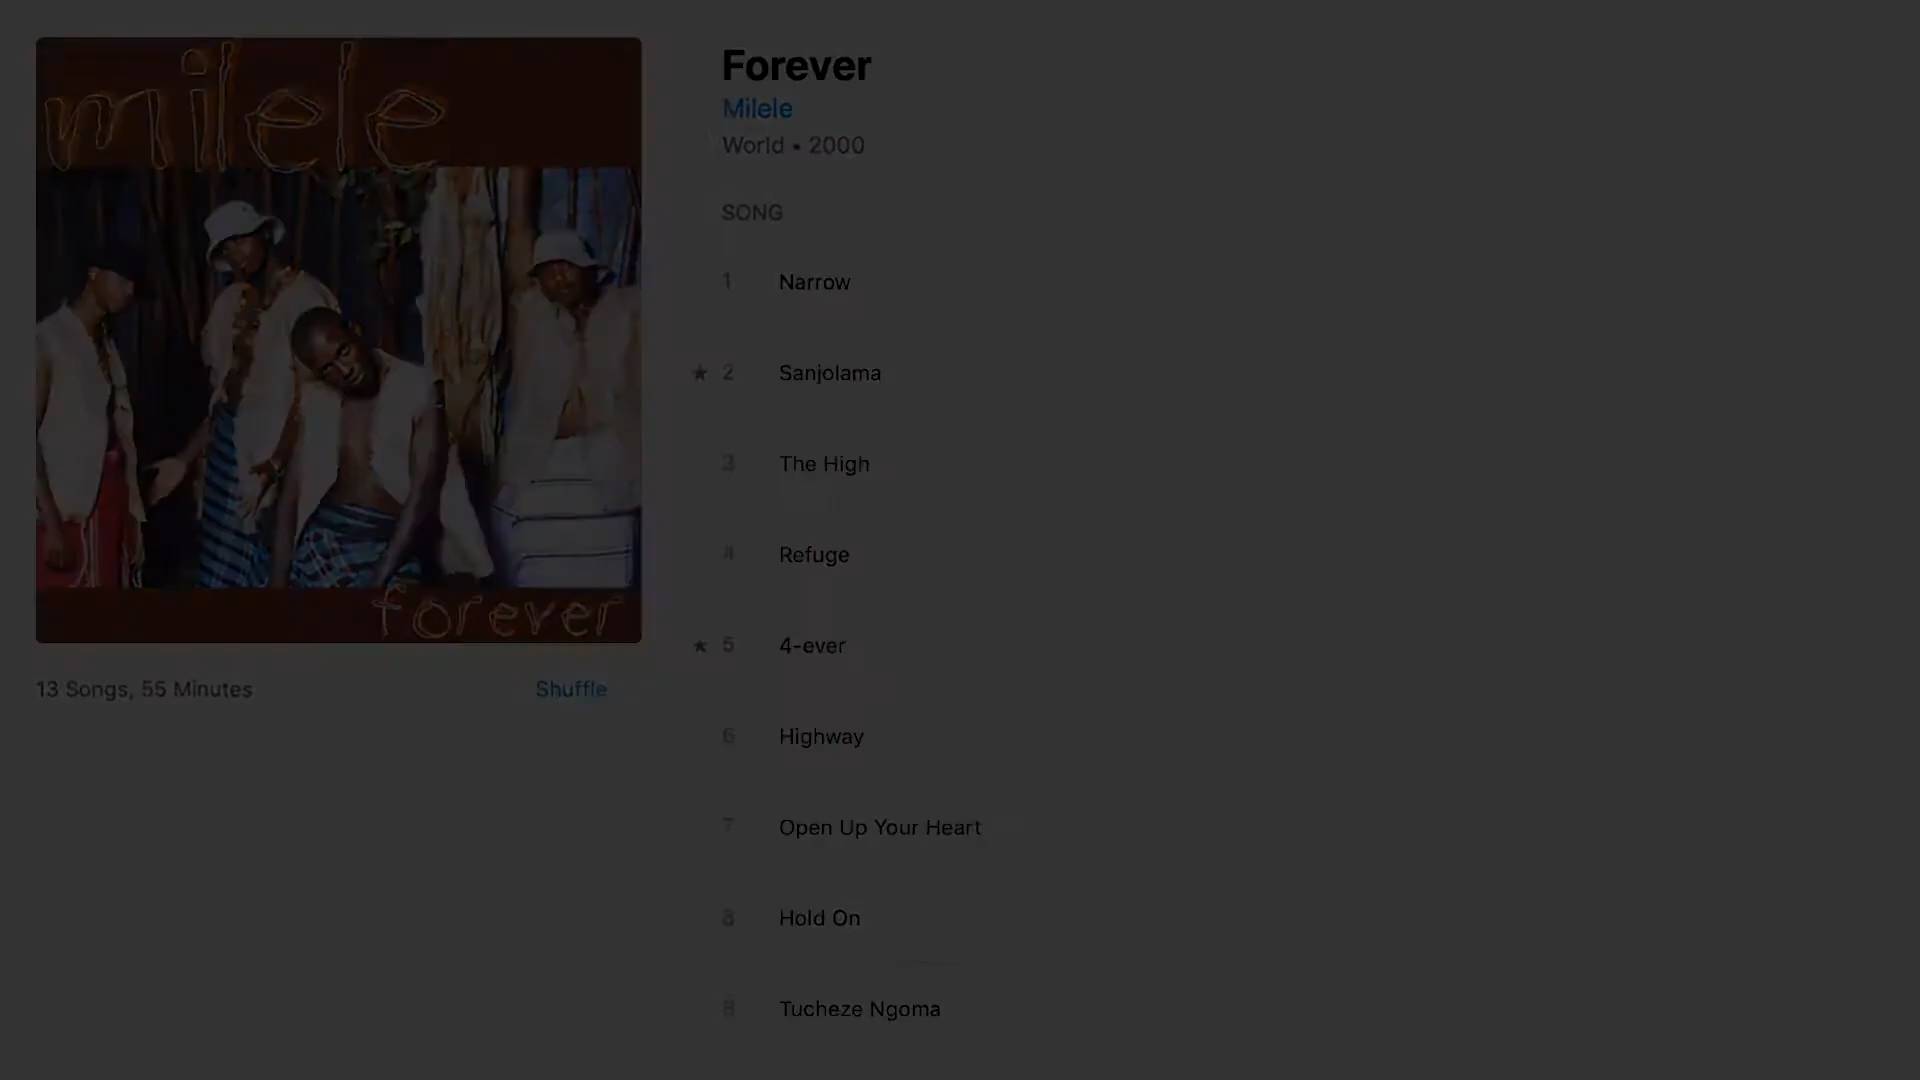 milele
forever
13 Songs, 55 Minutes
Shuffle
Forever
Milele
World • 2000
SONG
1 Narrow
★ 2 Sanjolama
3 The High
4 Refuge
★ 5 4-ever
6 Highway
7 Open Up Your Heart
8 Hold On
Tucheze Ngoma